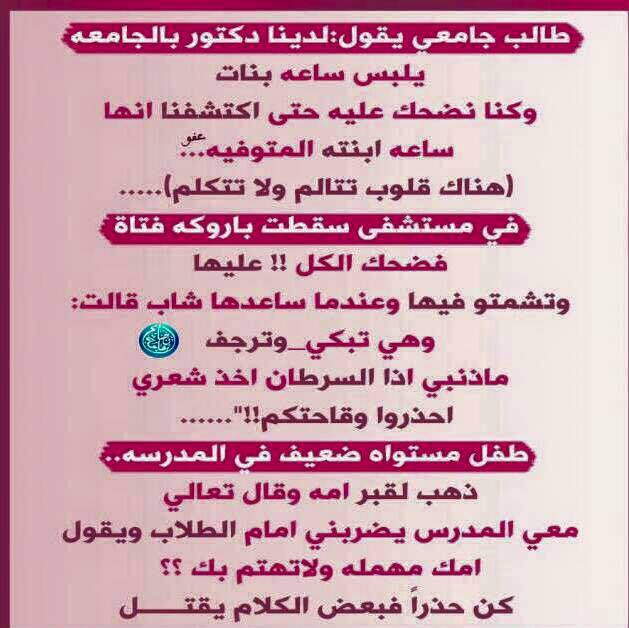 طالب جامعي يقول:لدينا دكتور بالجامعه
يلبس ساعه بنات
وكنا نضحك عليه حتى اكتشفنا انها
ساعه ابنته المتوفيه...
(هناك قلوب تتالم ولا تتكلم).....
في مستشفى سقطت باروكه فتاة
فضحك الكل !! عليها
وتشمتو فيها وعندما ساعدها شاب قالت:
وهي تبكي_وترجف
ماذنبي اذا السرطان اخذ شعري
احذروا وقاحتكم!!"......
طفل مستواه ضعيف في المدرسه..
ذهب لقبر امه وقال تعالي
معي المدرس يضربني امام الطلاب ويقول
امك مهمله ولاتهتم بك ؟؟
كن حذراً فبعض الكلام يقتـــــل